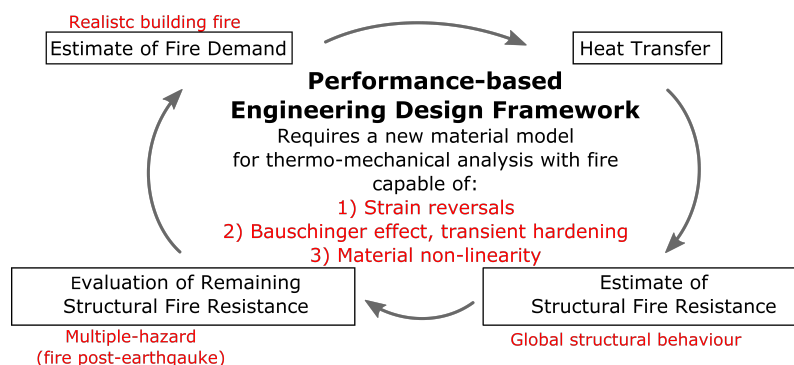 Realistc building fire
Estimate of Fire Demand
Heat Transfer
Performance-based
Engineering Design Framework
Requires a new material model
for thermo-mechanical analysis with fire
capable of:
1) Strain reversals
2) Bauschinger effect, transient hardening
3) Material non-linearity
Evaluation of Remaining
Structural Fire Resistance
Estimate of
Structural Fire Resistance
Multiple-hazard
(fire post-earthqauke)
Global structural behaviour